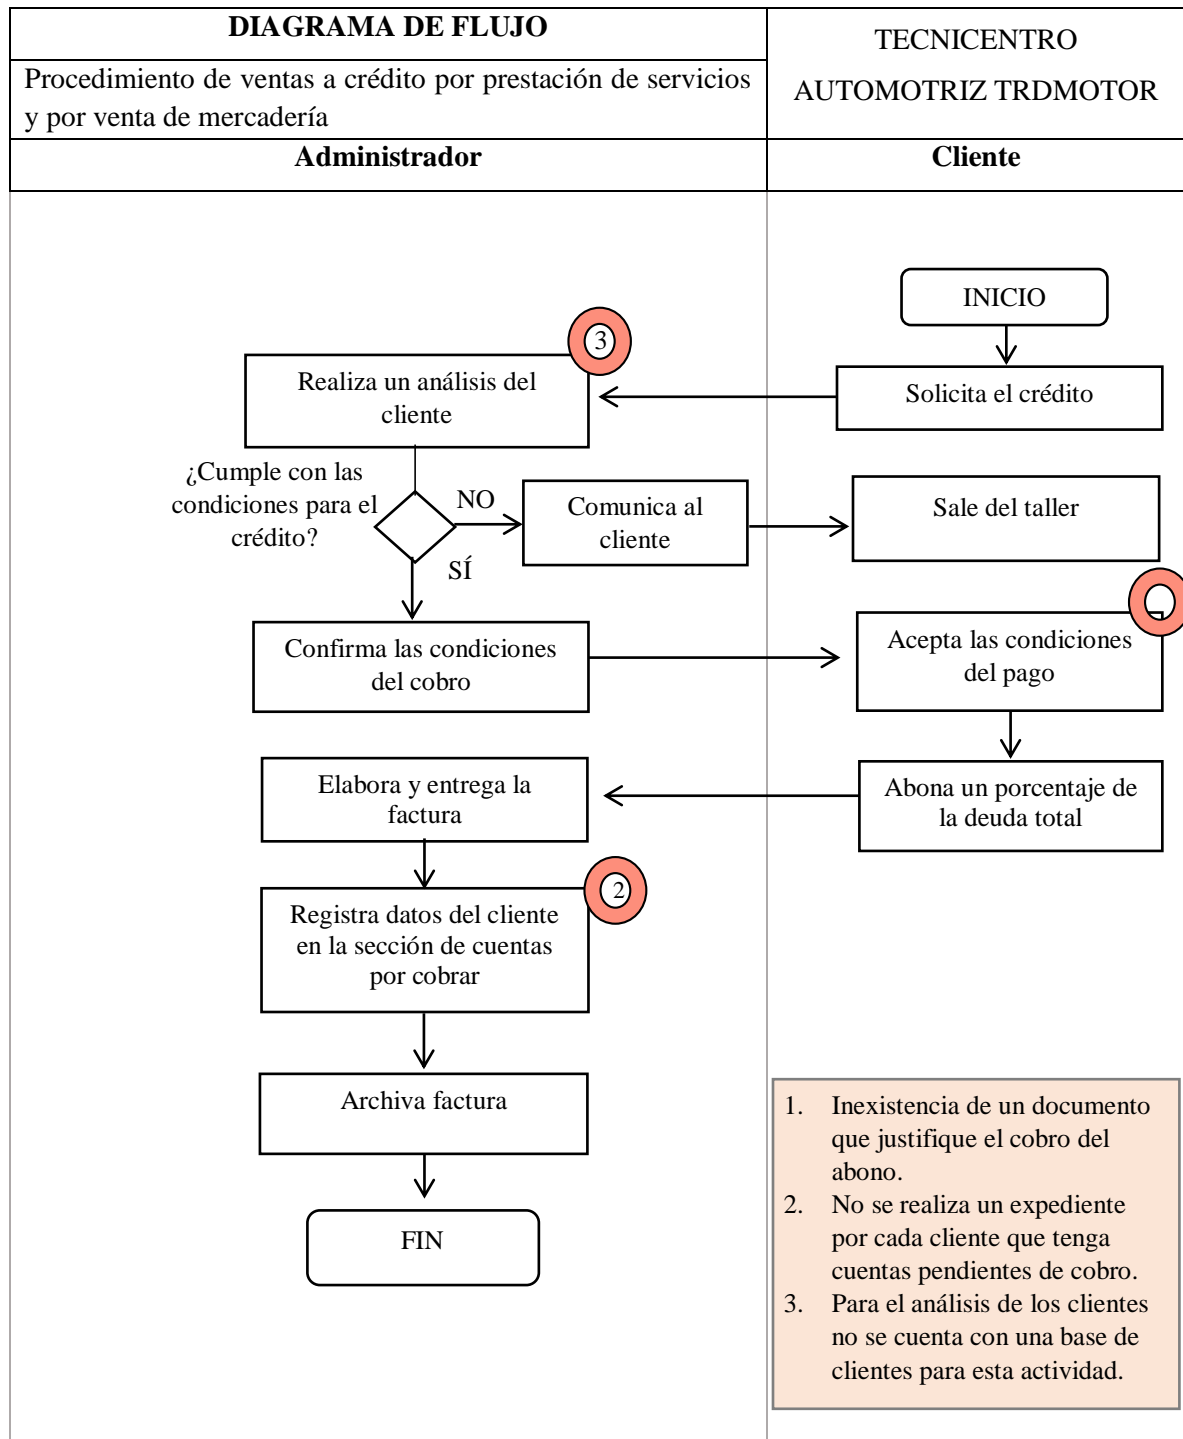 DIAGRAMA DE FLUJO
Procedimiento de ventas a crédito por prestación de servicios
y por venta de mercadería
TECNICENTRO
AUTOMOTRIZ TRDMOTOR
Administrador
Cliente
INICIO
Solicita el crédito
3
Realiza un análisis del
cliente
¿Cumple con las
condiciones para el
crédito?
NO
SÍ
Comunica al
cliente
Sale del taller
Confirma las condiciones
del cobro
Acepta las condiciones
del pago
Abona un porcentaje de
la deuda total
Elabora y entrega la
factura
2
Registra datos del cliente
en la sección de cuentas
por cobrar
Archiva factura
FIN
1. Inexistencia de un documento
que justifique el cobro del
abono.
2. No se realiza un expediente
por cada cliente que tenga
cuentas pendientes de cobro.
3. Para el análisis de los clientes
no se cuenta con una base de
clientes para esta actividad.